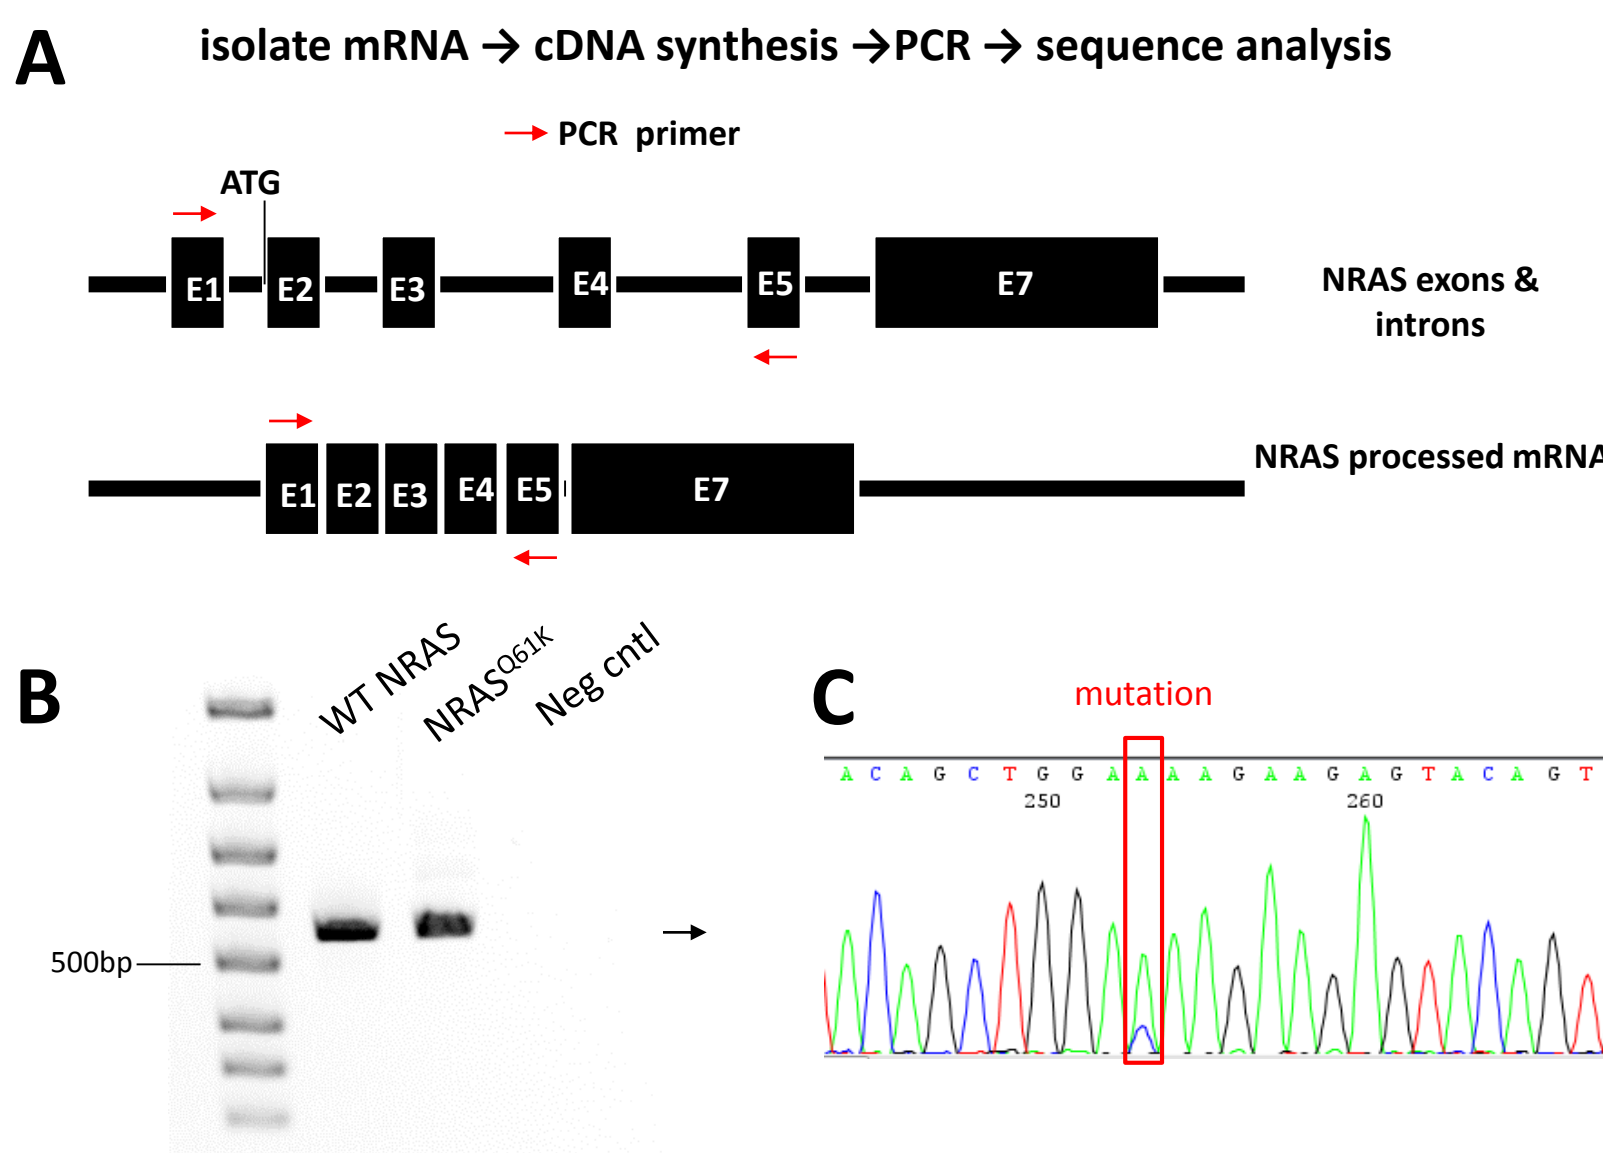 A
isolate mRNA → cDNA synthesis →PCR → sequence analysis
PCR primer
ATG
E1 E2 E3 E4 E5 E7
NRAS exons &
introns
E1 E2 E3 E4 E5 E7
NRAS processed mRNA
B
WT NRAS
NRASQ61K
Neg cntl
500bp
C
mutation
A C A G C T G G A A A A G A A G A G T A C A G T
250 260